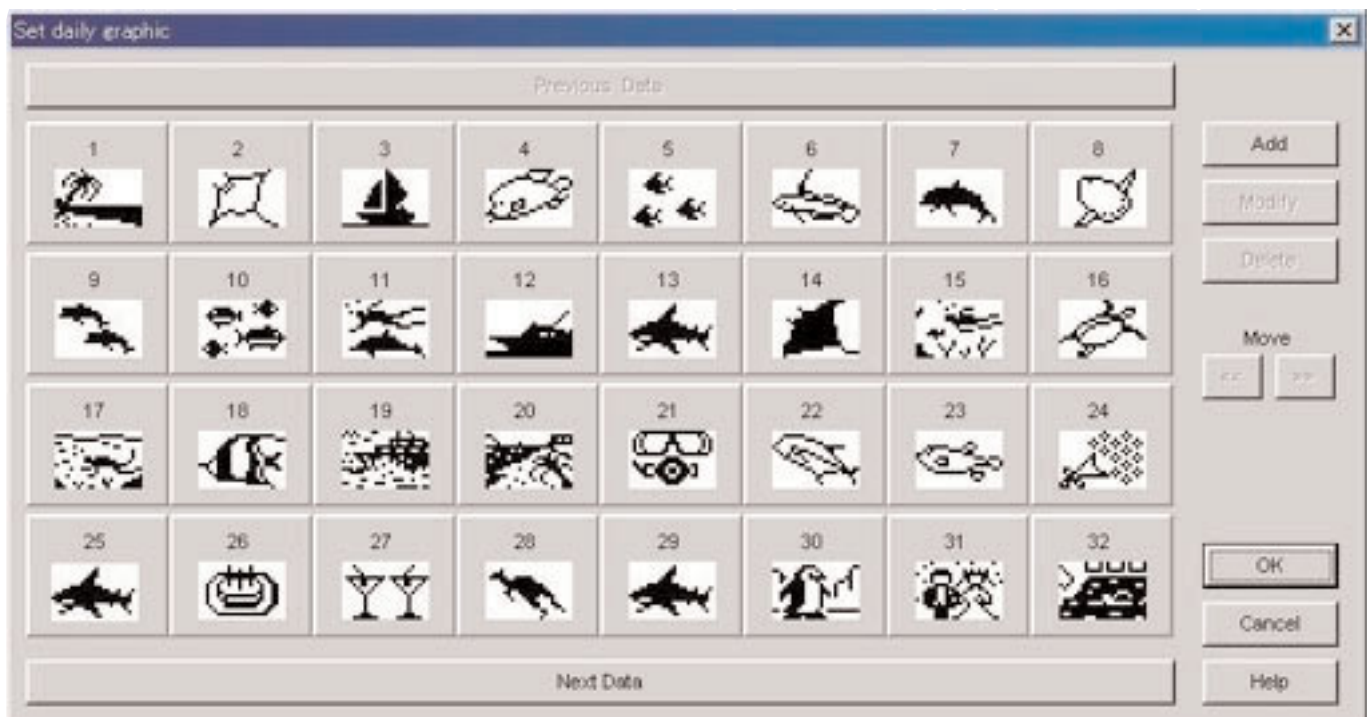 Set daily graphic
Previous Data
1 2 3 4 5 6 7 8
9 10 11 12 13 14 15 16
17 18 19 20 21 22 23 24
25 26 27 28 29 30 31 32
Next Data
Add
Modify
Delete
Move
<< >>
OK
Cancel
Help